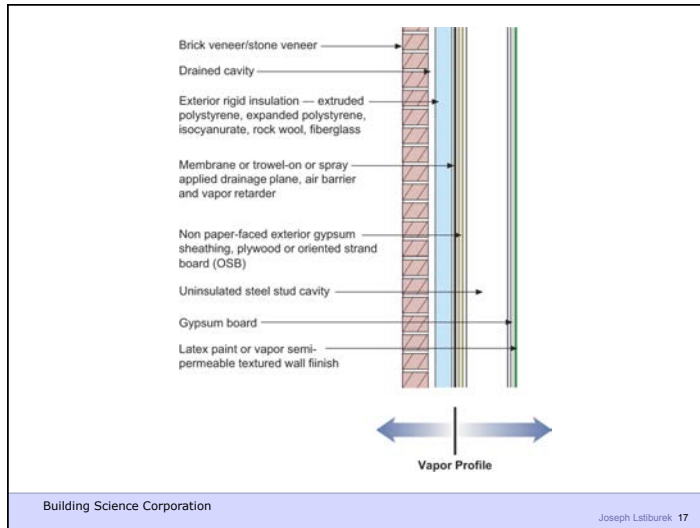 Brick veneer/stone veneer
Drained cavity
Exterior rigid insulation — extruded
polystyrene, expanded polystyrene,
isocyanurate, rock wool, fiberglass
Membrane or trowel-on or spray
applied drainage plane, air barrier
and vapor retarder
Non paper-faced exterior gypsum
sheathing, plywood or oriented strand
board (OSB)
Uninsulated steel stud cavity
Gypsum board
Latex paint or vapor semi-
permeable textured wall fiinish
Vapor Profile
Building Science Corporation
Joseph Lstiburek 17